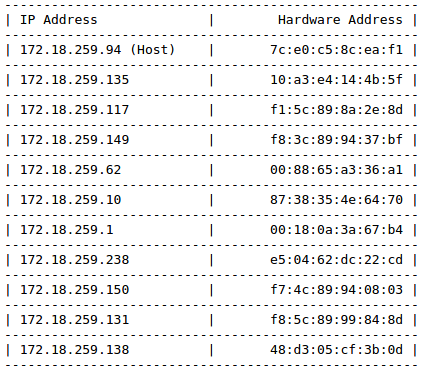 | IP Address | Hardware Address |
| 172.18.259.94 (Host) | 7c:e0:c5:8c:ea:f1 |
| 172.18.259.135 | 10:a3:e4:14:4b:5f |
| 172.18.259.117 | f1:5c:89:8a:2e:8d |
| 172.18.259.149 | f8:3c:89:94:37:bf |
| 172.18.259.62 | 00:88:65:a3:36:a1 |
| 172.18.259.10 | 87:38:35:4e:64:70 |
| 172.18.259.1 | 00:18:0a:3a:67:b4 |
| 172.18.259.238 | e5:04:62:dc:22:cd |
| 172.18.259.150 | f7:4c:89:94:08:03 |
| 172.18.259.131 | f8:5c:89:99:84:8d |
| 172.18.259.138 | 48:d3:05:cf:3b:0d |